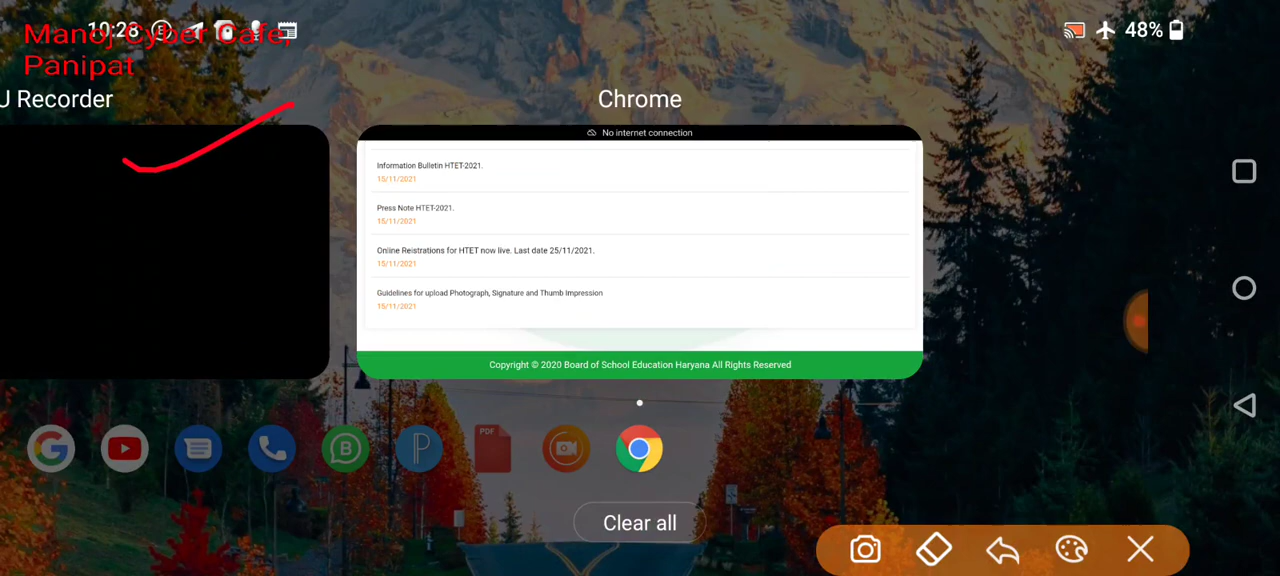 10:28
48%
Manoj Cyber Cafe,
Panipat
U Recorder
Chrome
No internet connection
Information Bulletin HTET-2021.
15/11/2021
Press Note HTET-2021.
15/11/2021
Online Reistrations for HTET now live. Last date 25/11/2021.
15/11/2021
Guidelines for upload Photograph, Signature and Thumb Impression
15/11/2021
Copyright © 2020 Board of School Education Haryana All Rights Reserved
PDF
Clear all